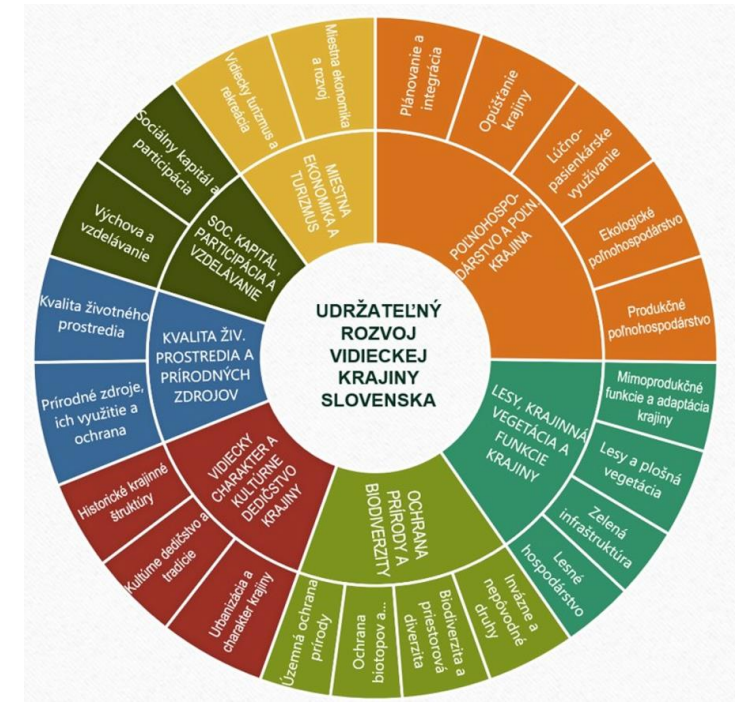 UDRŽATEĽNÝ
ROZVOJ
VIDIECKEJ
KRAJINY
SLOVENSKA
POĽNOHOSPO-
DÁRSTVO A POĽN.
KRAJINA
Plánovanie a
integrácia
Opúšťanie
krajiny
Lúčno-
pasienkárske
využívanie
Ekologické
poľnohospodárstvo
Produkčné
poľnohospodárstvo
LESY, KRAJINNÁ
VEGETÁCIA A
FUNKCIE
KRAJINY
Mimoprodukčné
funkcie a adaptácia
krajiny
Lesy a plošná
vegetácia
Zelená
infraštruktúra
Lesné
hospodárstvo
OCHRANA
PRÍRODY A
BIODIVERZITY
Invázne a
nepôvodné
druhy
Biodiverzita a
priestorová
diverzita
Ochrana
biotopov a...
Územná ochrana
prírody
VIDIECKY
CHARAKTER A
KULTÚRNE
DEDIČSTVO
KRAJINY
Urbanizácia a
charakter krajiny
Kultúrne dedičstvo a
tradície
Historické krajinné
štruktúry
KVALITA ŽIV.
PROSTREDIA A
PRÍRODNÝCH
ZDROJOV
Prírodné zdroje,
ich využitie a
ochrana
Kvalita životného
prostredia
SOC. KAPITÁL,
PARTICIPÁCIA A
VZDELÁVANIE
Výchova a
vzdelávanie
Sociálny kapitál a
participácia
MIESTNA
EKONOMIKA A
TURIZMUS
Vidiecky turizmus a
rekreácia
Miestna ekonomika
a rozvoj